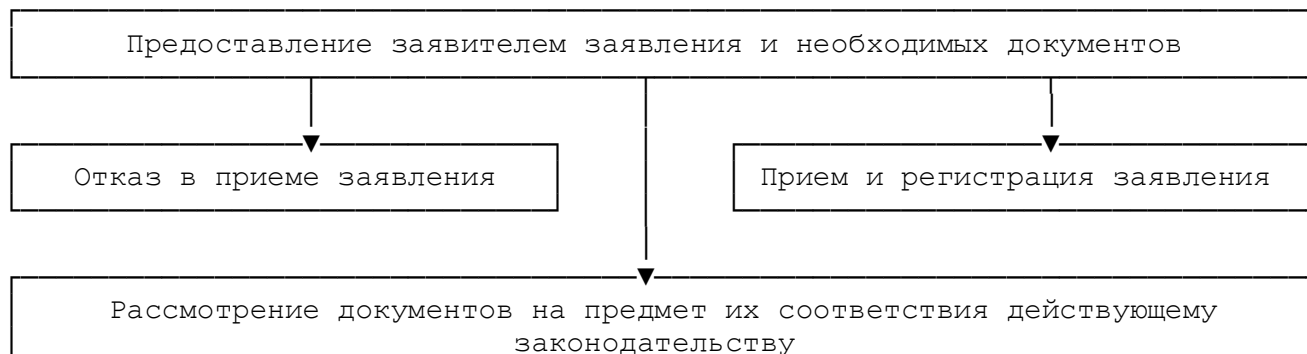 Предоставление заявителем заявления и необходимых документов
Отказ в приеме заявления
Прием и регистрация заявления
Рассмотрение документов на предмет их соответствия действующему
законодательству